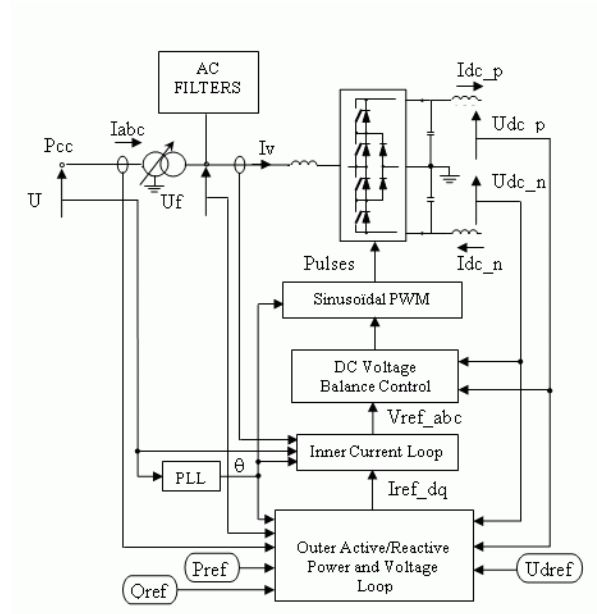 AC
FILTERS
Idc_p
Iabc
Udc_p
Pcc
Iv
U
Uf
Udc_n
Pulses
Idc_n
Sinusoïdal PWM
DC Voltage
Balance Control
Vref_abc
Inner Current Loop
PLL
θ
Iref_dq
Outer Active/Reactive
Power and Voltage
Loop
Pref
Udref
Qref